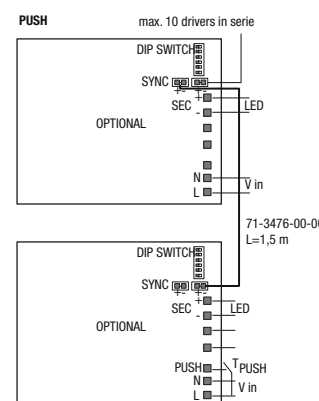 PUSH
max. 10 drivers in serie
DIP SWITCH
SYNC
+- +-
SEC
+
LED
-
OPTIONAL
N
V in
L
71-3476-00-0
L=1,5 m
DIP SWITCH
SYNC
+- +-
SEC
+
LED
-
OPTIONAL
PUSH
T PUSH
N
V in
L